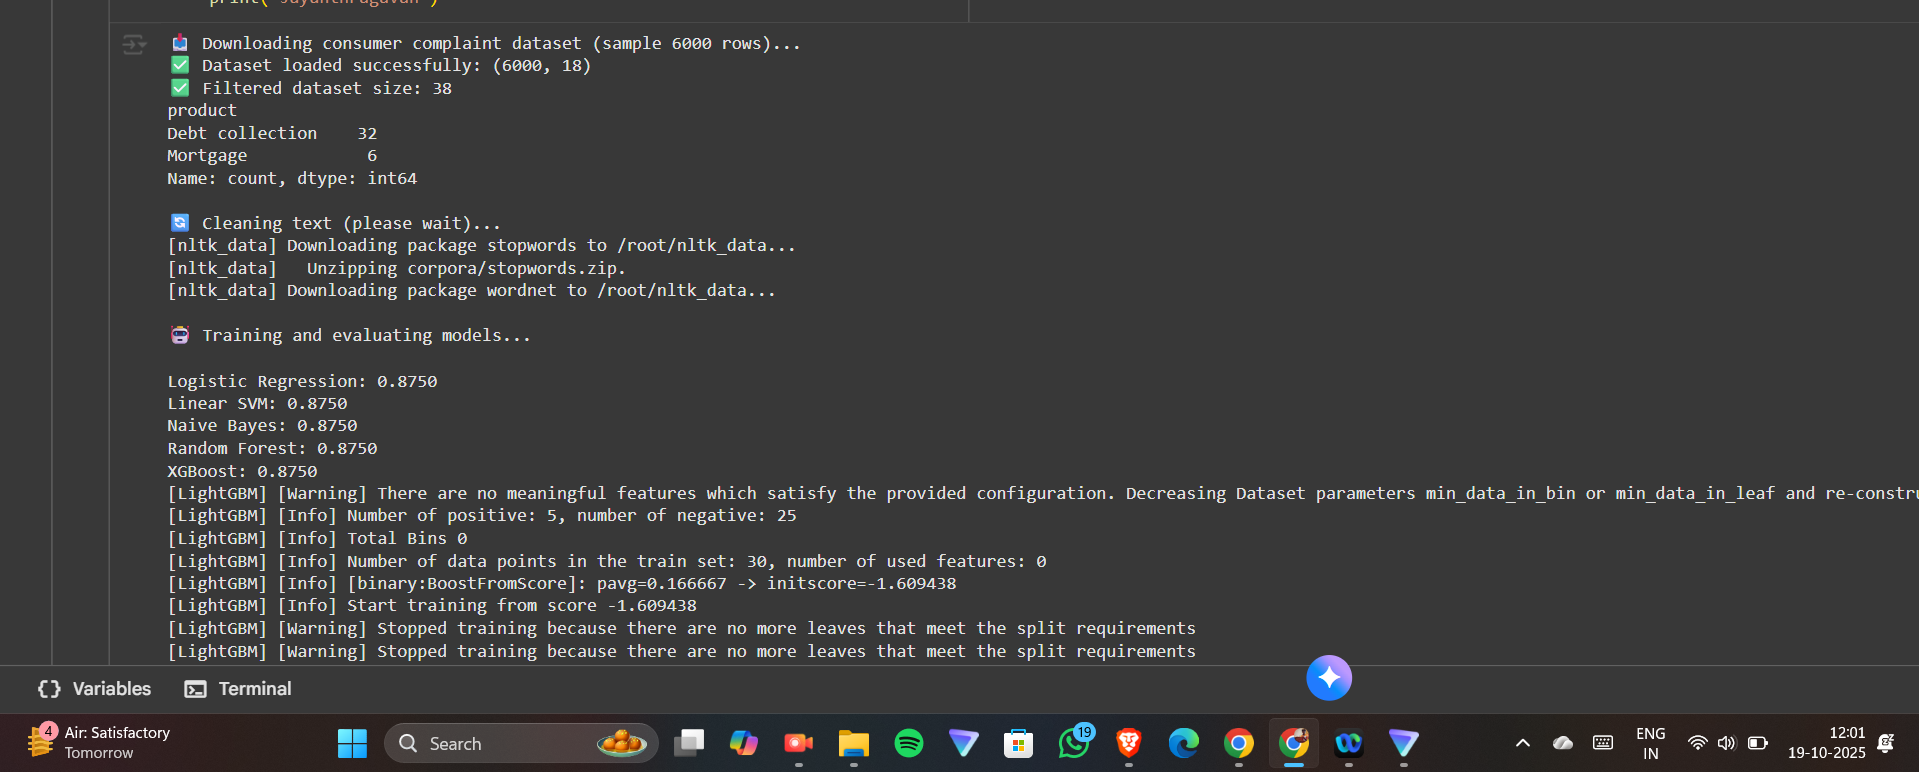 print("Jayanthragavan")
Downloading consumer complaint dataset (sample 6000 rows)...
Dataset loaded successfully: (6000, 18)
Filtered dataset size: 38
product
Debt collection    32
Mortgage            6
Name: count, dtype: int64
Cleaning text (please wait)...
[nltk_data] Downloading package stopwords to /root/nltk_data...
[nltk_data]   Unzipping corpora/stopwords.zip.
[nltk_data] Downloading package wordnet to /root/nltk_data...
Training and evaluating models...
Logistic Regression: 0.8750
Linear SVM: 0.8750
Naive Bayes: 0.8750
Random Forest: 0.8750
XGBoost: 0.8750
[LightGBM] [Warning] There are no meaningful features which satisfy the provided configuration. Decreasing Dataset parameters min_data_in_bin or min_data_in_leaf and re-constru
[LightGBM] [Info] Number of positive: 5, number of negative: 25
[LightGBM] [Info] Total Bins 0
[LightGBM] [Info] Number of data points in the train set: 30, number of used features: 0
[LightGBM] [Info] [binary:BoostFromScore]: pavg=0.166667 -> initscore=-1.609438
[LightGBM] [Info] Start training from score -1.609438
[LightGBM] [Warning] Stopped training because there are no more leaves that meet the split requirements
[LightGBM] [Warning] Stopped training because there are no more leaves that meet the split requirements
Variables
Terminal
4
Air: Satisfactory
Tomorrow
Search
19
ENG
IN
12:01
19-10-2025